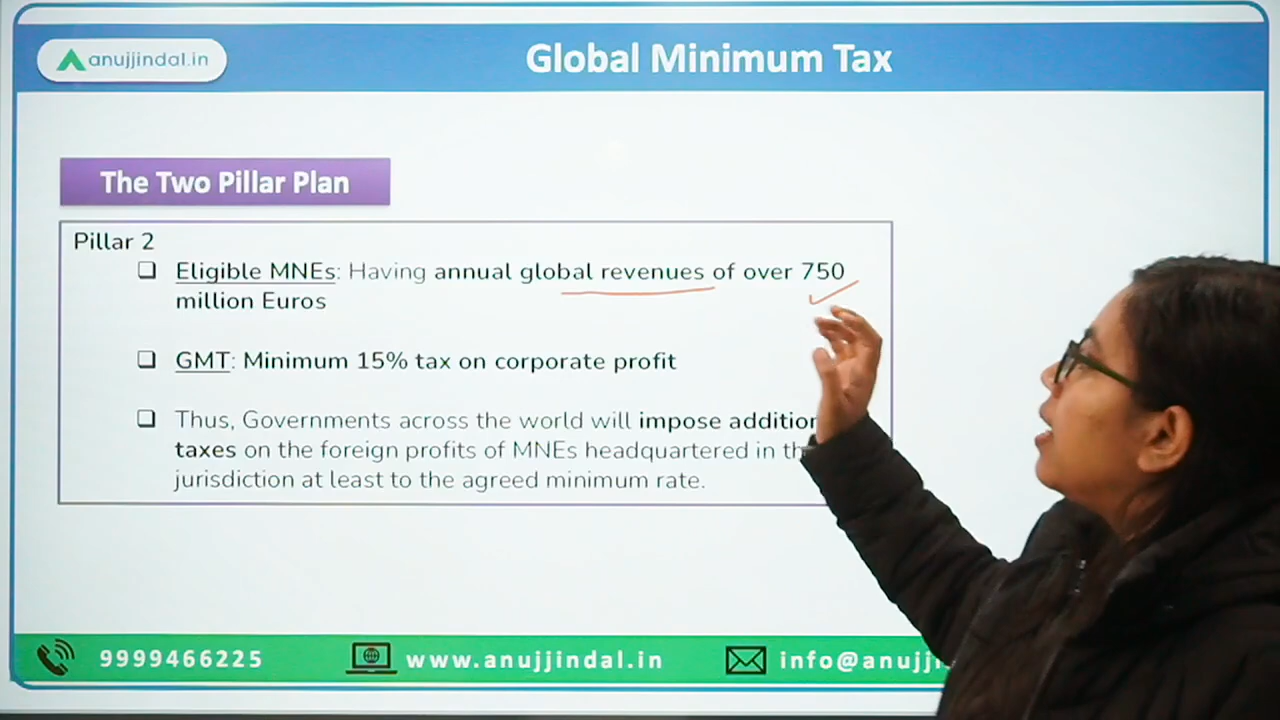 anujjindal.in
Global Minimum Tax
The Two Pillar Plan
Pillar 2
❑ Eligible MNEs: Having annual global revenues of over 750
million Euros
❑ GMT: Minimum 15% tax on corporate profit
❑ Thus, Governments across the world will impose addition
taxes on the foreign profits of MNEs headquartered in th
jurisdiction at least to the agreed minimum rate.
9999466225
www.anujjindal.in
info@anujji